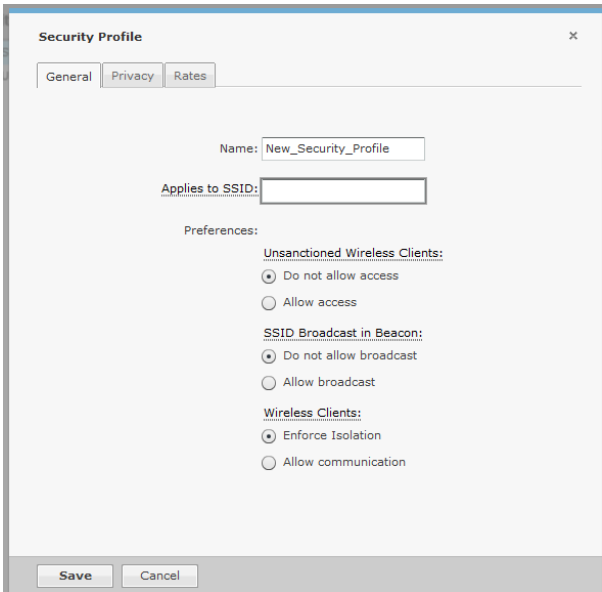 Security Profile
General Privacy Rates
Name: New_Security_Profile
Applies to SSID:
Preferences:
Unsanctioned Wireless Clients:
Do not allow access
Allow access
SSID Broadcast in Beacon:
Do not allow broadcast
Allow broadcast
Wireless Clients:
Enforce Isolation
Allow communication
Save Cancel